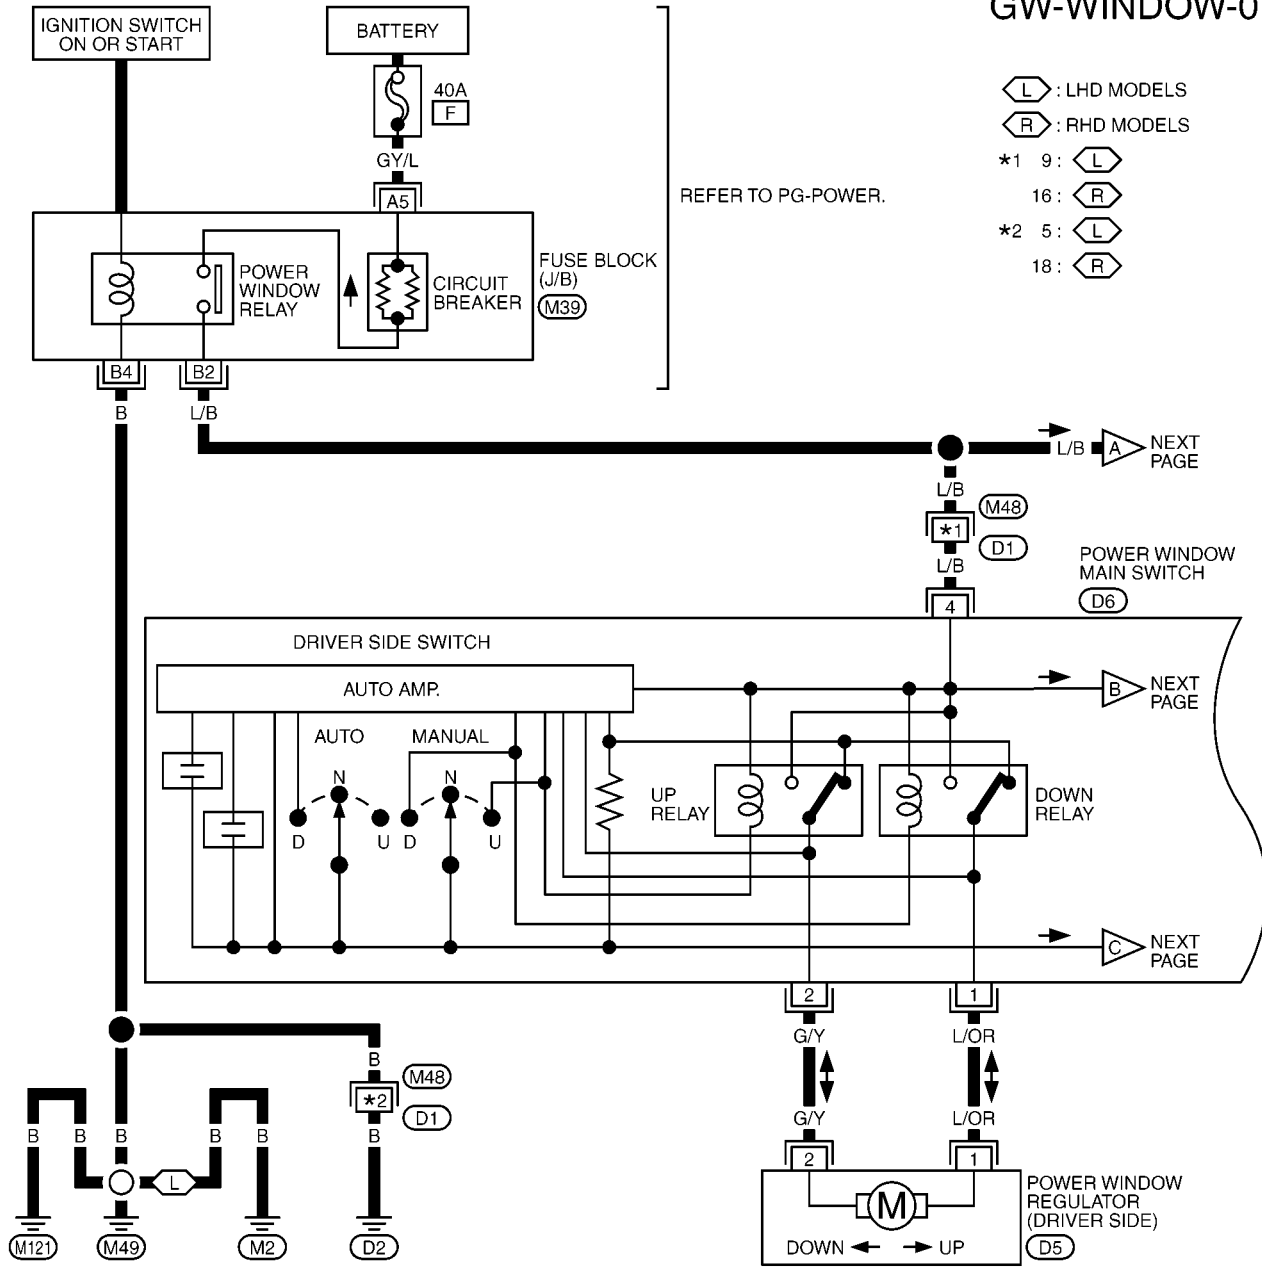 GW-WINDOW-0
IGNITION SWITCH
ON OR START
BATTERY
40A
F
GY/L
A5
L : LHD MODELS
R : RHD MODELS
*1 9: L
16: R
*2 5: L
18: R
REFER TO PG-POWER.
POWER
WINDOW
RELAY
CIRCUIT
BREAKER
FUSE BLOCK
(J/B)
M39
B4
B2
B
L/B
L/B
A
NEXT
PAGE
L/B
M48
*1
D1
L/B
4
POWER WINDOW
MAIN SWITCH
D6
DRIVER SIDE SWITCH
AUTO AMP.
B
NEXT
PAGE
AUTO
MANUAL
N
N
D
U
D
U
UP
RELAY
DOWN
RELAY
C
NEXT
PAGE
2
1
G/Y
L/OR
B
M48
*2
D1
G/Y
L/OR
B
B
B
B
B
B
2
1
L
M
POWER WINDOW
REGULATOR
(DRIVER SIDE)
D5
DOWN
UP
M121
M49
M2
D2